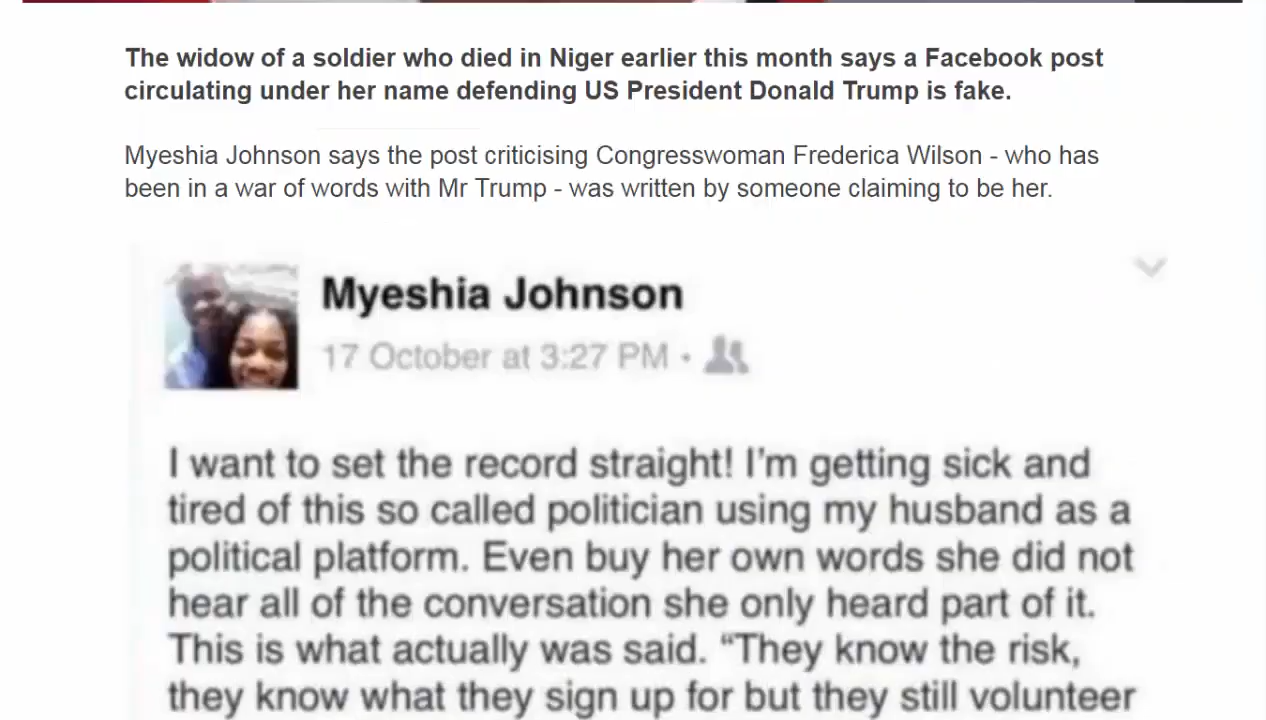 The widow of a soldier who died in Niger earlier this month says a Facebook post
circulating under her name defending US President Donald Trump is fake.
Myeshia Johnson says the post criticising Congresswoman Frederica Wilson - who has
been in a war of words with Mr Trump - was written by someone claiming to be her.
Myeshia Johnson
17 October at 3:27 PM •
I want to set the record straight! I'm getting sick and
tired of this so called politician using my husband as a
political platform. Even buy her own words she did not
hear all of the conversation she only heard part of it.
This is what actually was said. “They know the risk,
they know what they sign up for but they still volunteer